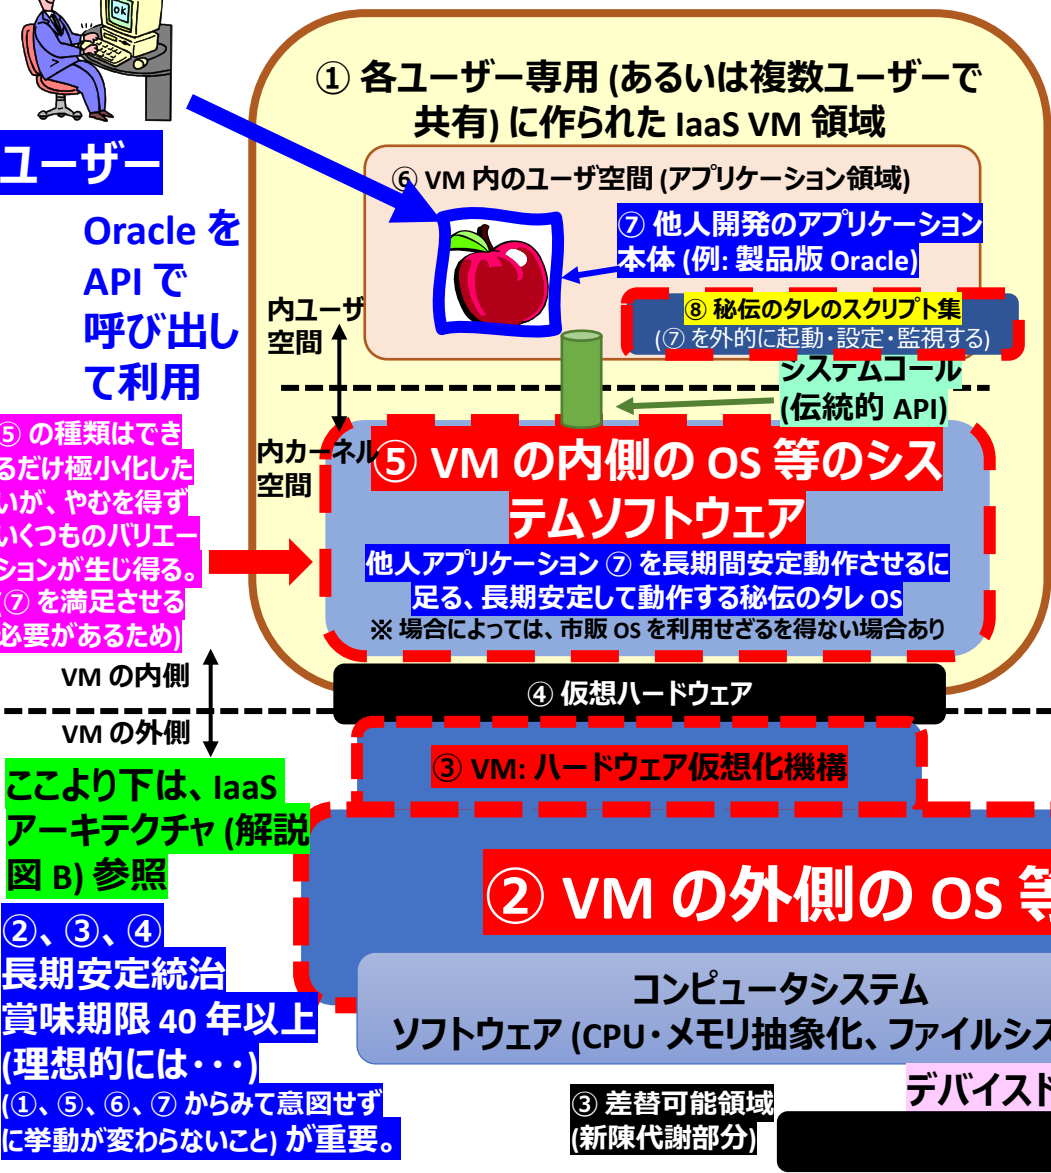 OK
① 各ユーザー専用 (あるいは複数ユーザーで
共有) に作られた IaaS VM 領域
ユーザー
⑥ VM 内のユーザ空間 (アプリケーション領域)
⑦ 他人開発のアプリケーション
本体 (例: 製品版 Oracle)
Oracle を
API で
呼び出し
て利用
内ユーザ
空間
⑧ 秘伝のタレのスクリプト集
(⑦ を外的に起動・設定・監視する)
システムコール
(伝統的 API)
内カーネル
空間
⑤ の種類はでき
るだけ極小化した
いが、やむを得ず
いくつものバリエー
ションが生じ得る。
(⑦ を満足させる
必要があるため)
⑤ VM の内側の OS 等のシス
テムソフトウェア
他人アプリケーション ⑦ を長期間安定動作させるに
足る、長期安定して動作する秘伝のタレ OS
※ 場合によっては、市販 OS を利用せざるを得ない場合あり
VM の内側
④ 仮想ハードウェア
VM の外側
③ VM: ハードウェア仮想化機構
ここより下は、IaaS
アーキテクチャ (解説
図 B) 参照
② VM の外側の OS 等
②、③、④
長期安定統治
賞味期限 40 年以上
(理想的には・・・)
(①、⑤、⑥、⑦ からみて意図せず
に挙動が変わらないこと) が重要。
コンピュータシステム
ソフトウェア (CPU・メモリ抽象化、ファイルシス
デバイスド
③ 差替可能領域
(新陳代謝部分)